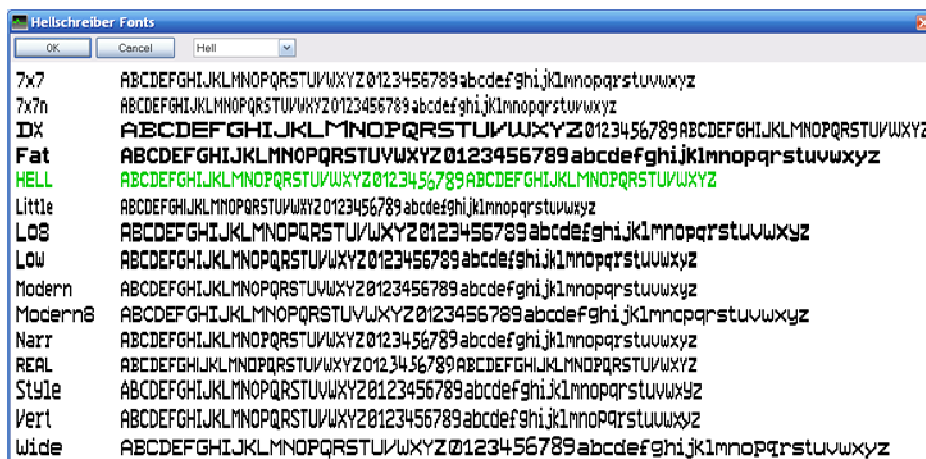 Hellschreiber Fonts
OK Cancel Hell
7x7 ABCDEFGHIJKLMNOPQRSTUVWXYZ0123456789abcdefghijklmnopqrstuvwxyz
7x7n ABCDEFGHIJKLMNOPQRSTUVWXYZ0123456789abcdefghijklmnopqrstuvwxyz
DX ABCDEFGHIJKLMNOPQRSTUVWXYZ0123456789ABCDEFGHIJKLMNOPQRSTUVWXYZ
Fat ABCDEFGHIJKLMNOPQRSTUVWXYZ0123456789abcdefghijklmnopqrstuvwxyz
HELL ABCDEFGHIJKLMNOPQRSTUVWXYZ0123456789ABCDEFGHIJKLMNOPQRSTUVWXYZ
Little ABCDEFGHIJKLMNOPQRSTUVWXYZ0123456789abcdefghijklmnopqrstuvwxyz
Lo8 ABCDEFGHIJKLMNOPQRSTUVWXYZ0123456789abcdefghijklmnopqrstuvwxyz
Low ABCDEFGHIJKLMNOPQRSTUVWXYZ0123456789abcdefghijklmnopqrstuvwxyz
Modern ABCDEFGHIJKLMNOPQRSTUVWXYZ0123456789abcdefghijklmnopqrstuvwxyz
Modern8 ABCDEFGHIJKLMNOPQRSTUVWXYZ0123456789abcdefghijklmnopqrstuvwxyz
Narr ABCDEFGHIJKLMNOPQRSTUVWXYZ0123456789abcdefghijklmnopqrstuvwxyz
REAL ABCDEFGHIJKLMNOPQRSTUVWXYZ0123456789ABCDEFGHIJKLMNOPQRSTUVWXYZ
Style ABCDEFGHIJKLMNOPQRSTUVWXYZ0123456789abcdefghijklmnopqrstuvwxyz
Vert ABCDEFGHIJKLMNOPQRSTUVWXYZ0123456789abcdefghijklmnopqrstuvwxyz
Wide ABCDEFGHIJKLMNOPQRSTUVWXYZ0123456789abcdefghijklmnopqrstuvwxyz